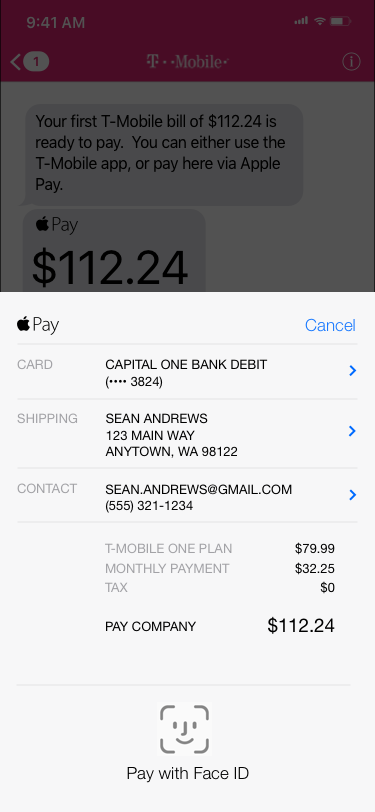 9:41 AM
1
T··Mobile·
Your first T-Mobile bill of $112.24 is
ready to pay. You can either use the
T-Mobile app, or pay here via Apple
Pay.
Pay
$112.24
Pay
Cancel
CARD
CAPITAL ONE BANK DEBIT
(•••• 3824)
SHIPPING
SEAN ANDREWS
123 MAIN WAY
ANYTOWN, WA 98122
CONTACT
SEAN.ANDREWS@GMAIL.COM
(555) 321-1234
T-MOBILE ONE PLAN $79.99
MONTHLY PAYMENT $32.25
TAX $0
PAY COMPANY $112.24
Pay with Face ID